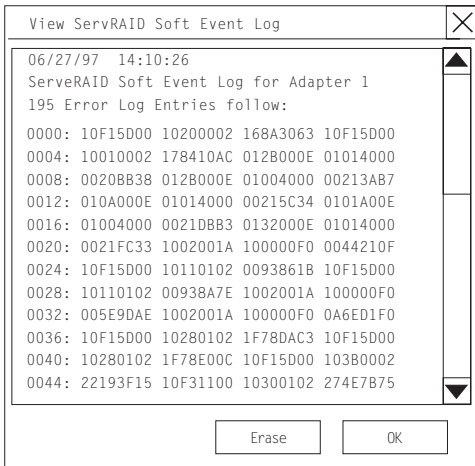 View ServRAID Soft Event Log
06/27/97 14:10:26
ServeRAID Soft Event Log for Adapter 1
195 Error Log Entries follow:
0000: 10F15D00 10200002 168A3063 10F15D00
0004: 10010002 178410AC 012B000E 01014000
0008: 0020BB38 012B000E 01004000 00213AB7
0012: 010A000E 01014000 00215C34 0101A00E
0016: 01004000 0021DBB3 0132000E 01014000
0020: 0021FC33 1002001A 100000F0 0044210F
0024: 10F15D00 10110102 0093861B 10F15D00
0028: 10110102 00938A7E 1002001A 100000F0
0032: 005E9DAE 1002001A 100000F0 0A6ED1F0
0036: 10F15D00 10280102 1F78DAC3 10F15D00
0040: 10280102 1F78E00C 10F15D00 103B0002
0044: 22193F15 10F31100 10300102 274E7B75
Erase OK